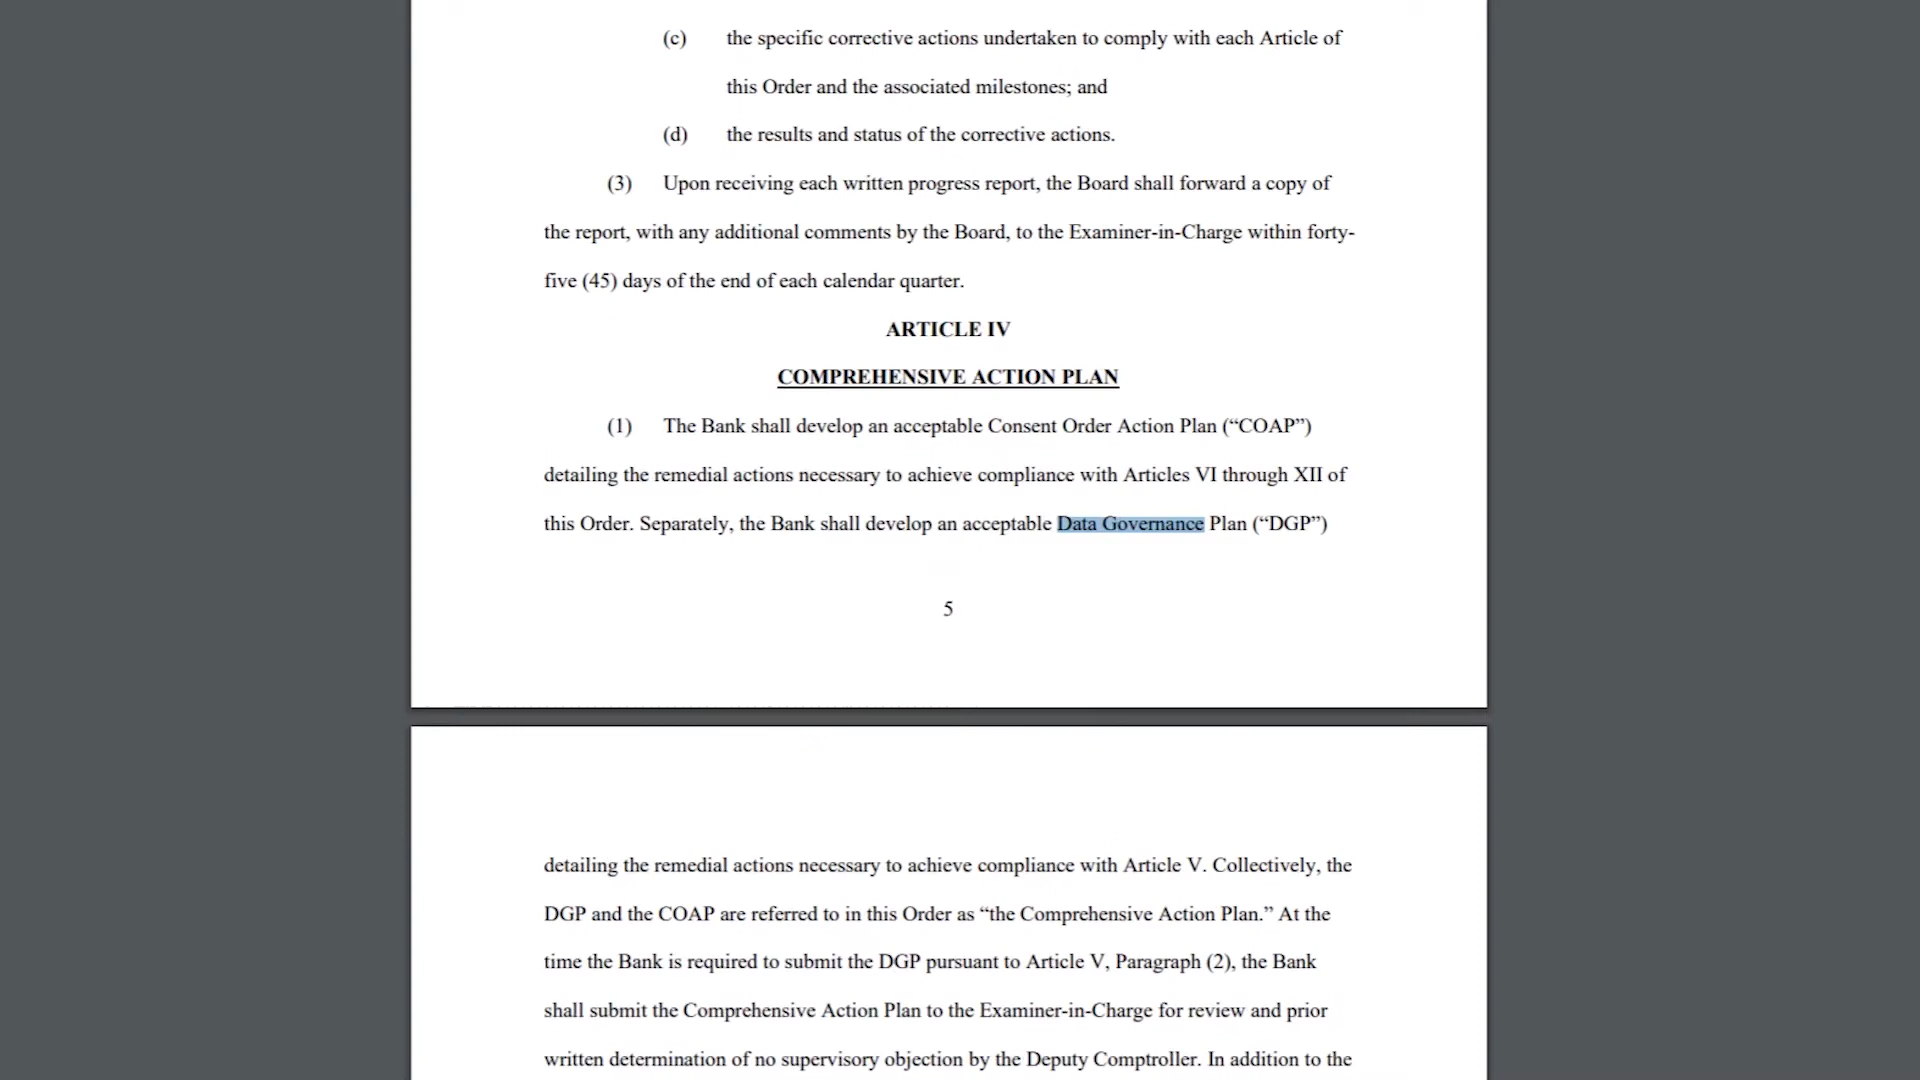 (c) the specific corrective actions undertaken to comply with each Article of
this Order and the associated milestones; and
(d) the results and status of the corrective actions.
(3) Upon receiving each written progress report, the Board shall forward a copy of
the report, with any additional comments by the Board, to the Examiner-in-Charge within forty-
five (45) days of the end of each calendar quarter.
ARTICLE IV
COMPREHENSIVE ACTION PLAN
(1) The Bank shall develop an acceptable Consent Order Action Plan (“COAP”)
detailing the remedial actions necessary to achieve compliance with Articles VI through XII of
this Order. Separately, the Bank shall develop an acceptable Data Governance Plan (“DGP”)
5
detailing the remedial actions necessary to achieve compliance with Article V. Collectively, the
DGP and the COAP are referred to in this Order as “the Comprehensive Action Plan.” At the
time the Bank is required to submit the DGP pursuant to Article V, Paragraph (2), the Bank
shall submit the Comprehensive Action Plan to the Examiner-in-Charge for review and prior
written determination of no supervisory objection by the Deputy Comptroller. In addition to the